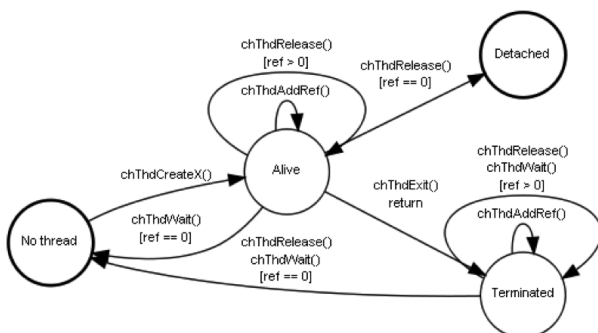 chThdRelease()
[ref > 0]
chThdAddRef()
chThdRelease()
[ref == 0]
Detached
chThdCreateX()
Alive
chThdExit()
return
chThdRelease()
chThdWait()
[ref > 0]
chThdAddRef()
No thread
chThdWait()
[ref == 0]
chThdRelease()
chThdWait()
[ref == 0]
Terminated